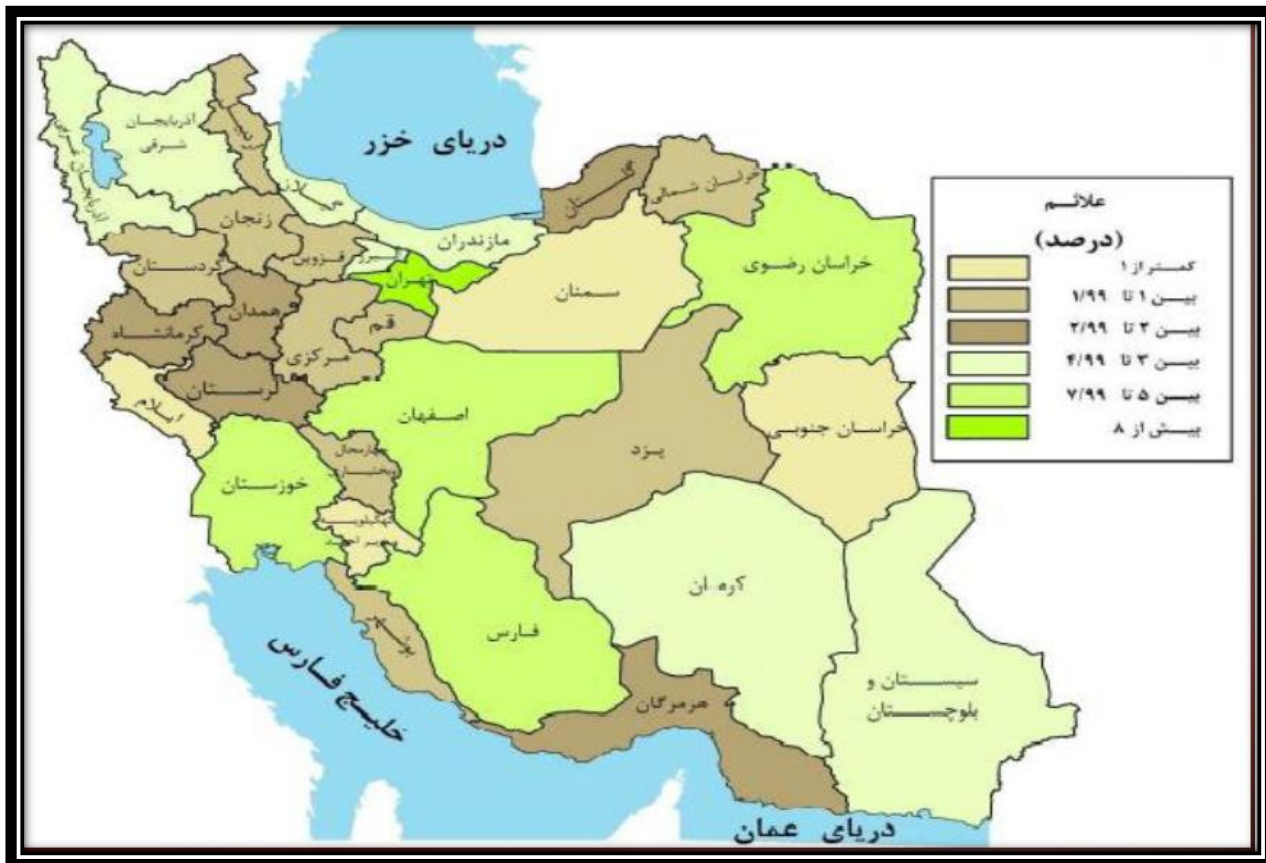 دریای خزر
آذربایجان
شرقی
گلستان
خراسان شمالی
زنجان
مازندران
قزوین
تهران
سمنان
خراسان رضوی
کردستان
همدان
کرمانشاه
قم
مرکزی
لرستان
ایلام
اصفهان
خراسان جنوبی
یزد
چهارمحال
وبختیاری
خوزستان
کرمان
فارس
سیستان و
بلوچستان
هرمزگان
خلیج فارس
دریای عمان
علائم
(درصد)
کمتر از ۱
بین ۱ تا ۱/۹۹
بین ۲ تا ۲/۹۹
بین ۳ تا ۴/۹۹
بین ۵ تا ۷/۹۹
بیش از ۸